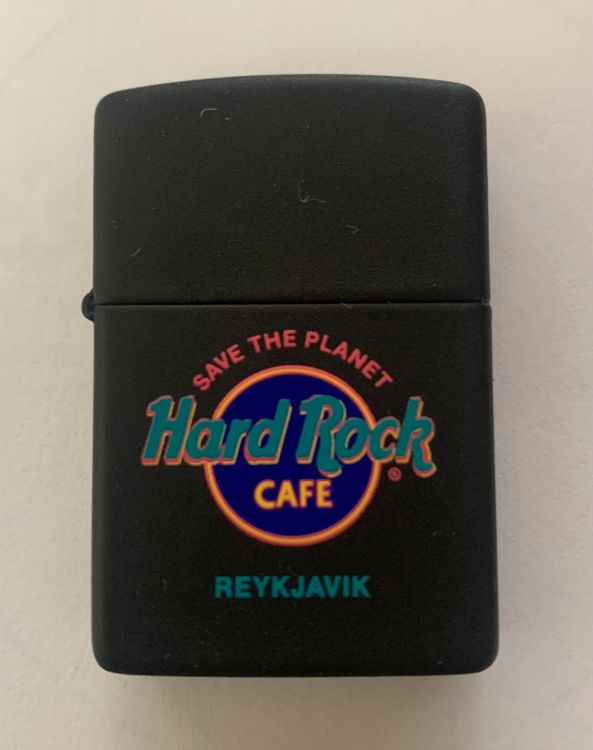 SAVE THE PLANET
Hard Rock
®
CAFE
REYKJAVIK